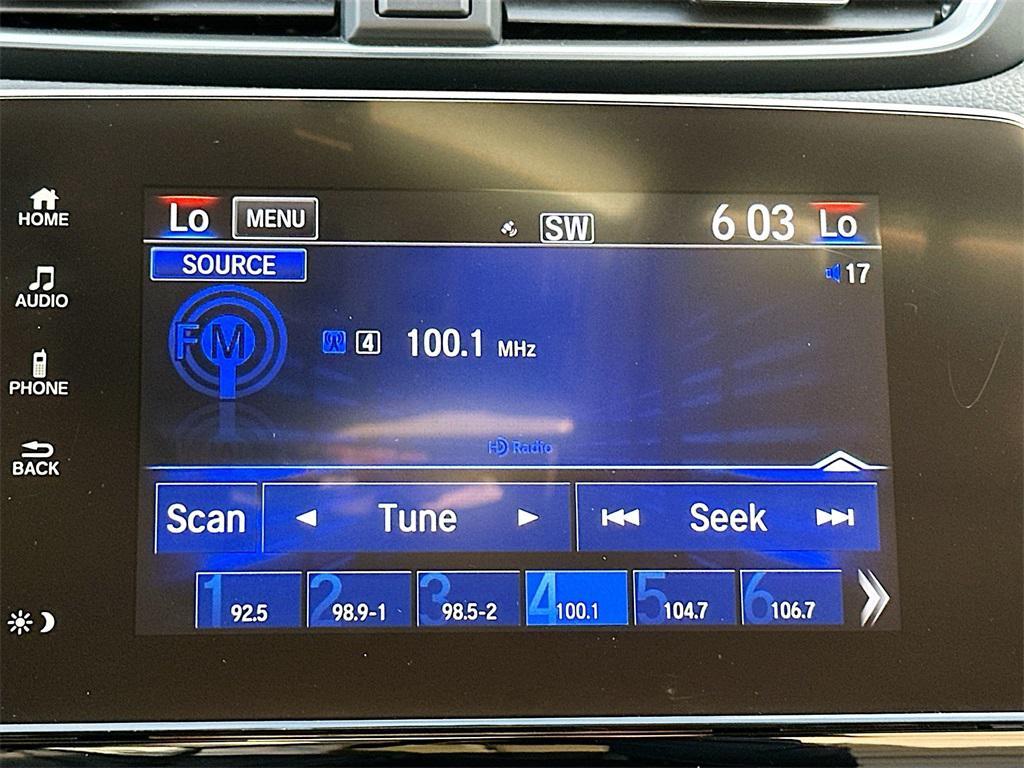 HOME
AUDIO
PHONE
BACK
Lo MENU SW 6 03 Lo
SOURCE 17
FM 4 100.1 MHz
HD Radio
Scan Tune Seek
1 92.5 2 98.9-1 3 98.5-2 4 100.1 5 104.7 6 106.7